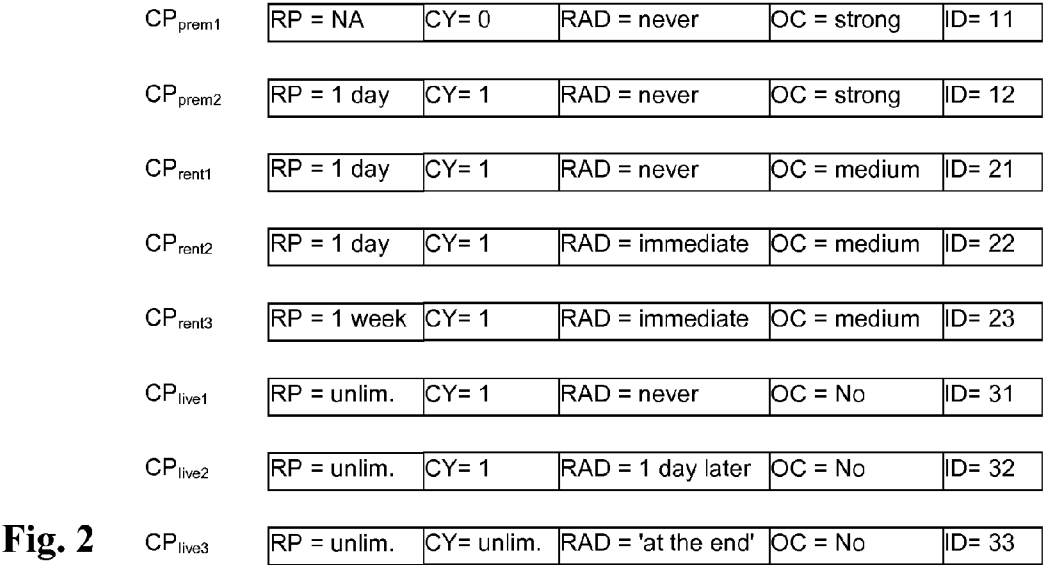 CPprem1 RP = NA CY= 0 RAD = never OC = strong ID= 11
CPprem2 RP = 1 day CY= 1 RAD = never OC = strong ID= 12
CPrent1 RP = 1 day CY= 1 RAD = never OC = medium ID= 21
CPrent2 RP = 1 day CY= 1 RAD = immediate OC = medium ID= 22
CPrent3 RP = 1 week CY= 1 RAD = immediate OC = medium ID= 23
CPlive1 RP = unlim. CY= 1 RAD = never OC = No ID= 31
CPlive2 RP = unlim. CY= 1 RAD = 1 day later OC = No ID= 32
Fig. 2 CPlive3 RP = unlim. CY= unlim. RAD = 'at the end' OC = No ID= 33